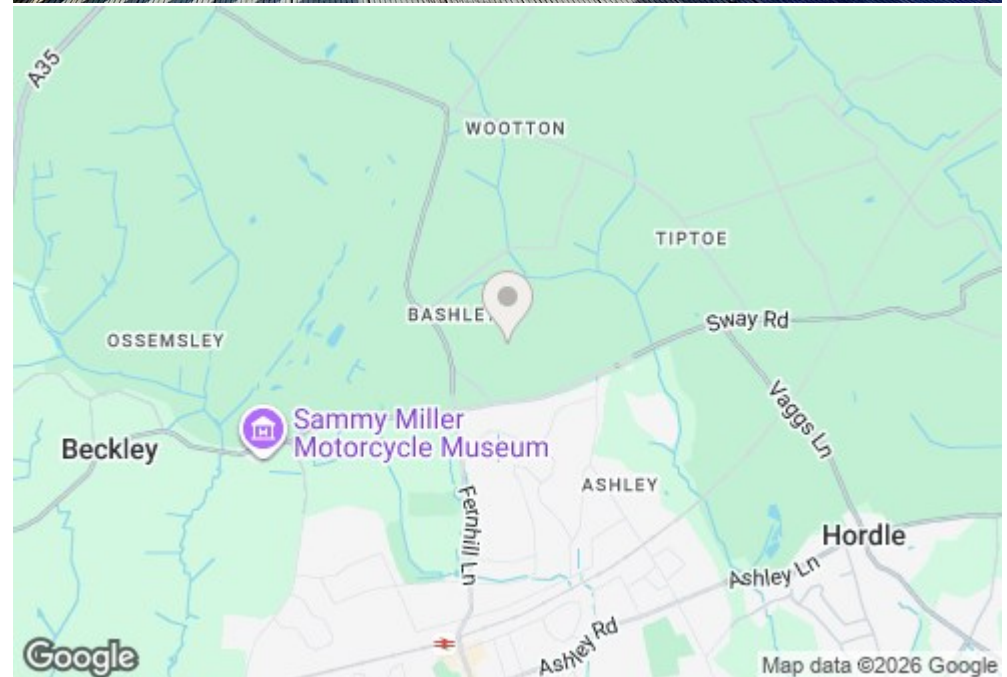 A35
WOOTTON
TIPTOE
BASHLEY
Sway Rd
OSSEMSLEY
Vaggs Ln
Sammy Miller
Motorcycle Museum
Beckley
ASHLEY
Fernhill Ln
Hordle
Ashley Ln
Ashley Rd
Google
Map data ©2026 Google